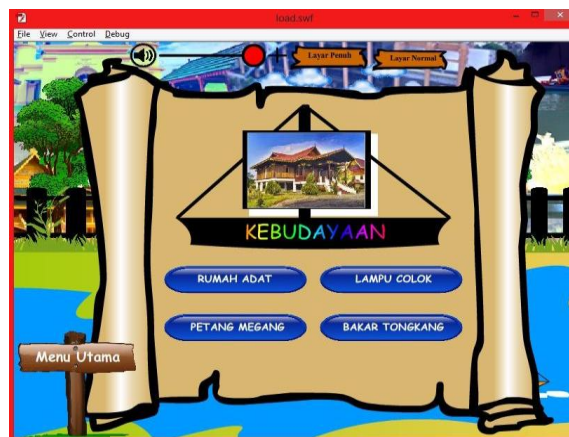 load.swf
File View Control Debug
Layar Penuh
Layar Normal
KEBUDAYAAN
RUMAH ADAT
LAMPU COLOK
PETANG MEGANG
BAKAR TONGKANG
Menu Utama